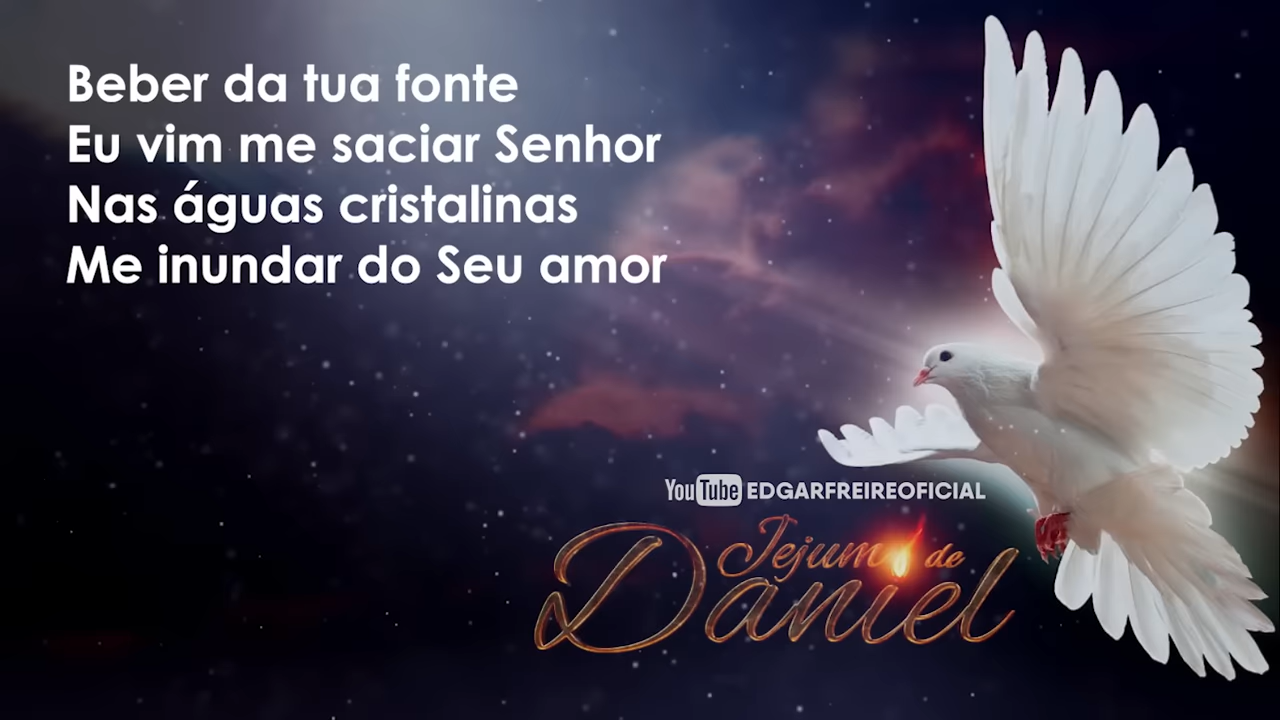 Beber da tua fonte
Eu vim me saciar Senhor
Nas águas cristalinas
Me inundar do Seu amor
YouTube EDGARFREIREOFICIAL
Jejum de
Daniel